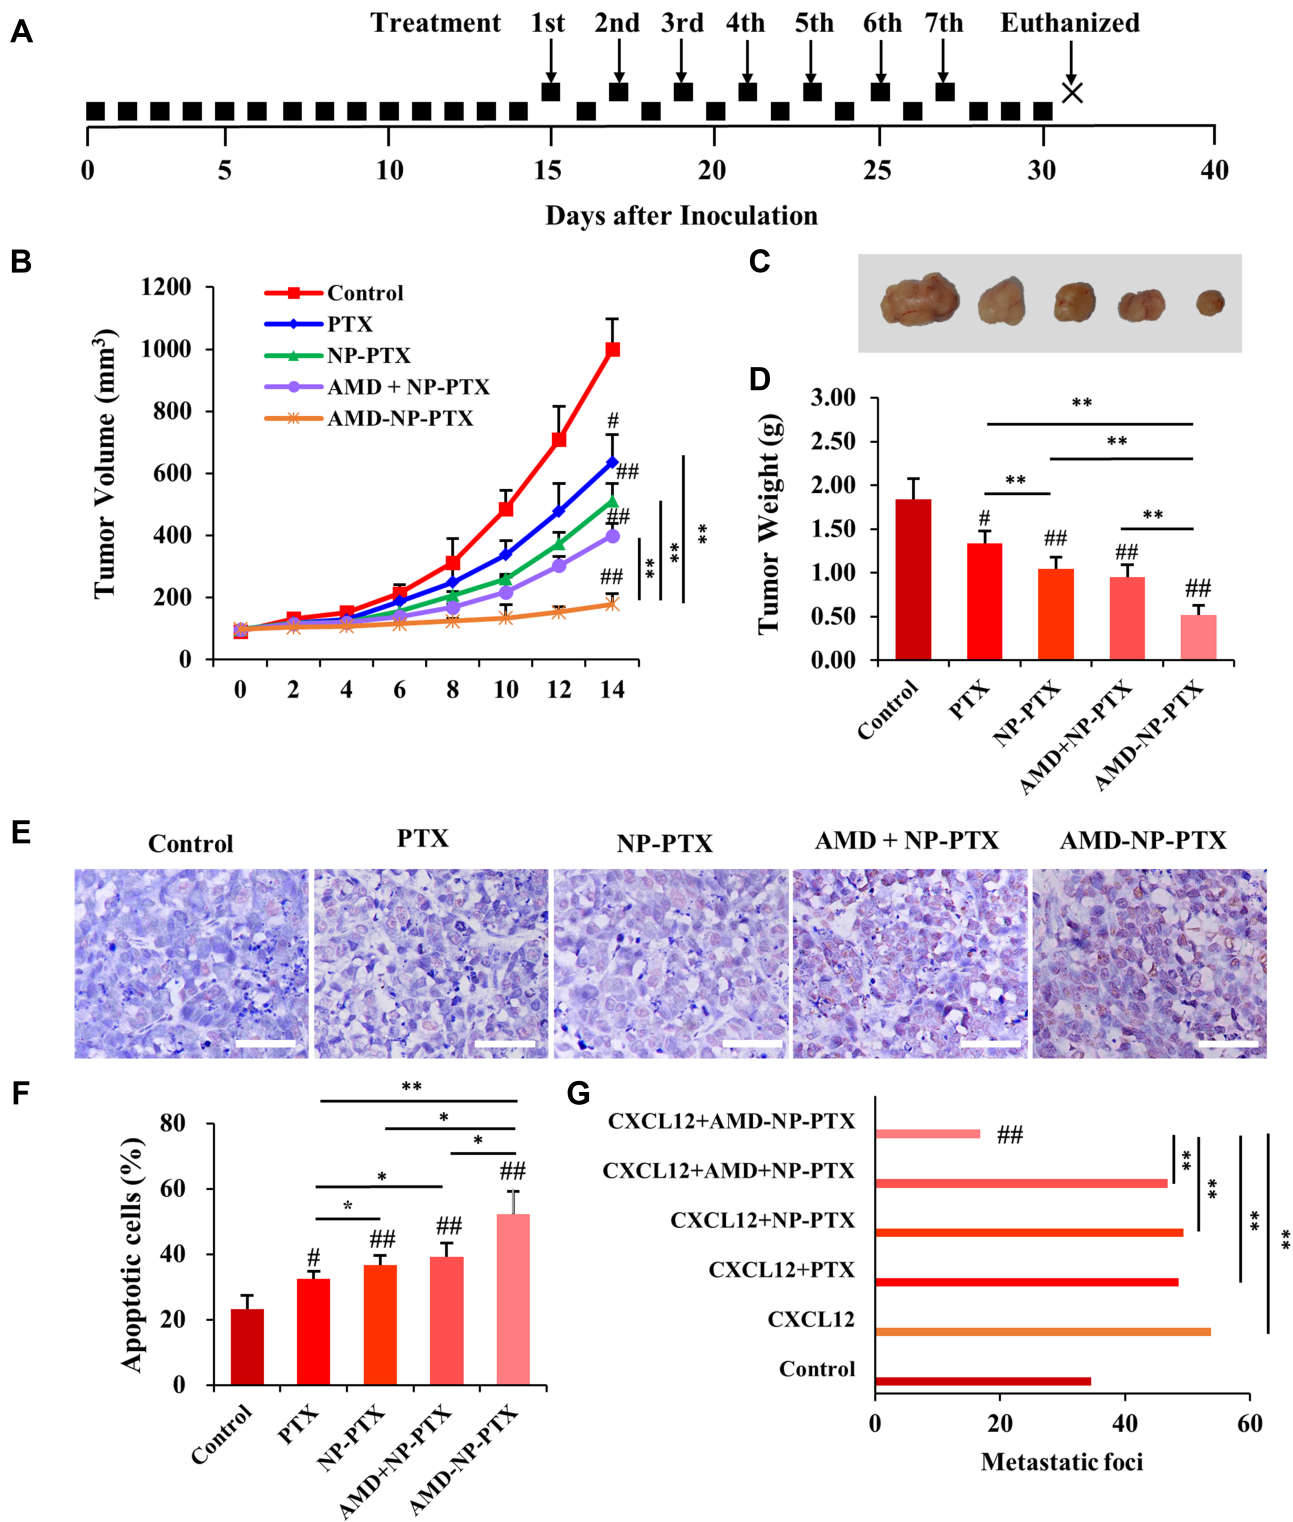 A
Treatment 1st 2nd 3rd 4th 5th 6th 7th Euthanized
0 5 10 15 20 25 30 40
Days after Inoculation
B
Tumor Volume (mm³)
1200
1000
800
600
400
200
0
Control
PTX
NP-PTX
AMD + NP-PTX
AMD-NP-PTX
#
##
##
##
**
**
**
0 2 4 6 8 10 12 14
C
D
Tumor Weight (g)
3.00
2.50
2.00
1.50
1.00
0.50
0.00
**
**
**
**
#
##
##
##
Control
PTX
NP-PTX
AMD+NP-PTX
AMD-NP-PTX
E
Control PTX NP-PTX AMD + NP-PTX AMD-NP-PTX
F
Apoptotic cells (%)
80
60
40
20
0
**
*
*
*
*
#
##
##
##
Control
PTX
NP-PTX
AMD+NP-PTX
AMD-NP-PTX
G
CXCL12+AMD-NP-PTX
CXCL12+AMD+NP-PTX
CXCL12+NP-PTX
CXCL12+PTX
CXCL12
Control
##
**
**
**
**
0 20 40 60
Metastatic foci